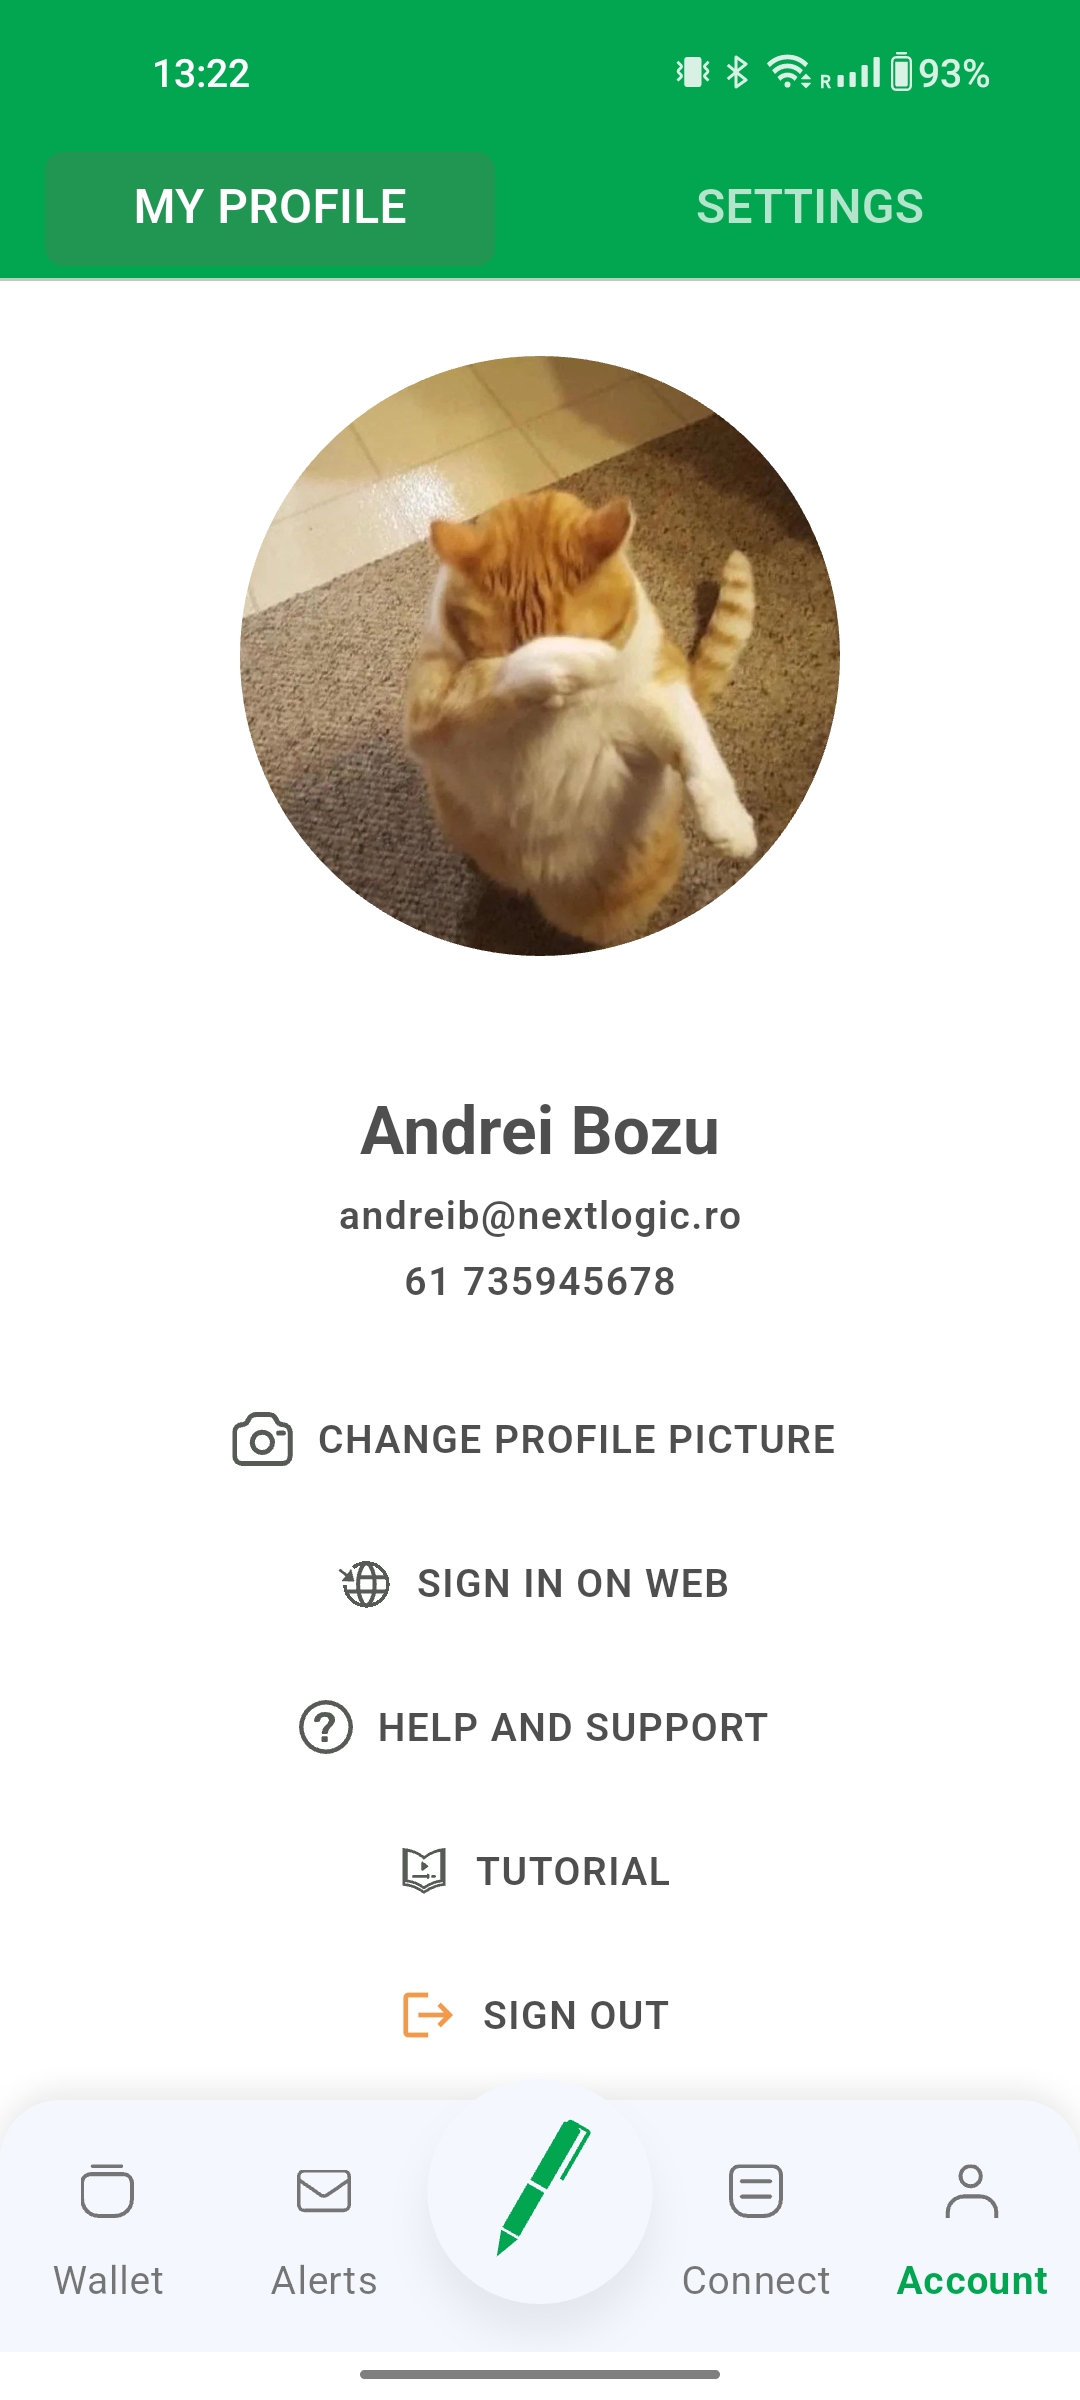 13:22
R 93%
MY PROFILE
SETTINGS
Andrei Bozu
andreib@nextlogic.ro
61 735945678
CHANGE PROFILE PICTURE
SIGN IN ON WEB
HELP AND SUPPORT
TUTORIAL
SIGN OUT
Wallet
Alerts
Connect
Account